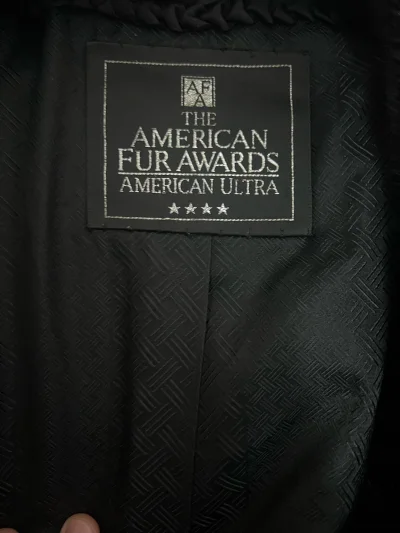 AFA
THE
AMERICAN
FUR AWARDS
AMERICAN ULTRA